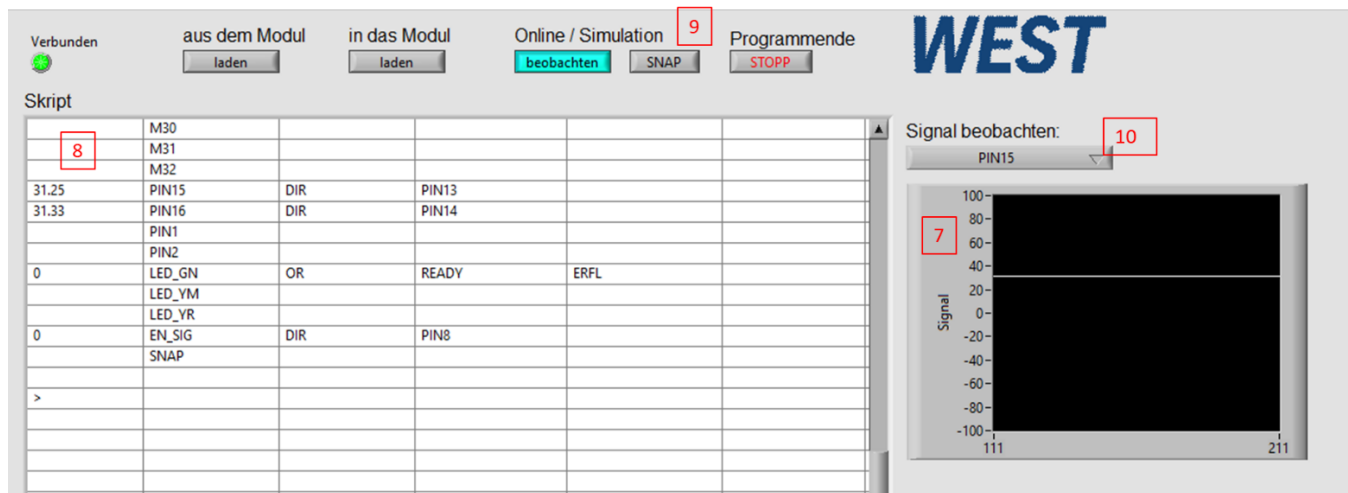 Verbunden
aus dem Modul
laden
in das Modul
laden
Online / Simulation
beobachten SNAP
9
Programmende
STOPP
WEST
Skript
8
M30
M31
M32
31.25 PIN15 DIR PIN13
31.33 PIN16 DIR PIN14
PIN1
PIN2
0 LED_GN OR READY ERFL
LED_YM
LED_YR
0 EN_SIG DIR PIN8
SNAP
>
Signal beobachten:
10
PIN15
7
Signal
100
80
60
40
20
0
-20
-40
-60
-80
-100
111 211